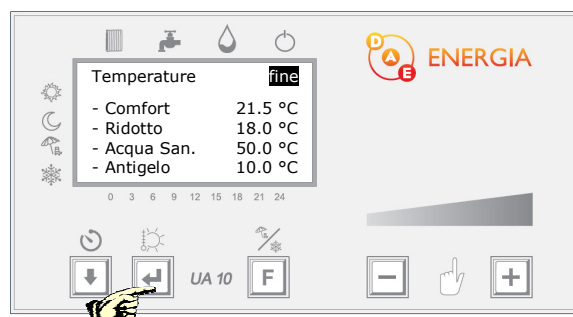 D
A
E
ENERGIA
Temperature fine
- Comfort 21.5 °C
- Ridotto 18.0 °C
- Acqua San. 50.0 °C
- Antigelo 10.0 °C
0 3 6 9 12 15 18 21 24
UA 10 F - +